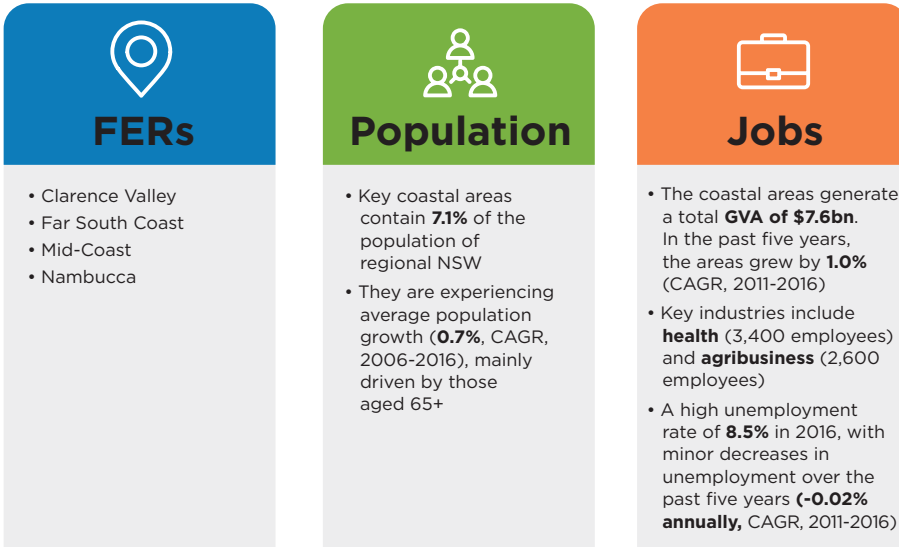 FERs
• Clarence Valley
• Far South Coast
• Mid-Coast
• Nambucca
Population
• Key coastal areas
contain 7.1% of the
population of
regional NSW
• They are experiencing
average population
growth (0.7%, CAGR,
2006-2016), mainly
driven by those
aged 65+
Jobs
• The coastal areas generate
a total GVA of $7.6bn.
In the past five years,
the areas grew by 1.0%
(CAGR, 2011-2016)
• Key industries include
health (3,400 employees)
and agribusiness (2,600
employees)
• A high unemployment
rate of 8.5% in 2016, with
minor decreases in
unemployment over the
past five years (-0.02%
annually, CAGR, 2011-2016)